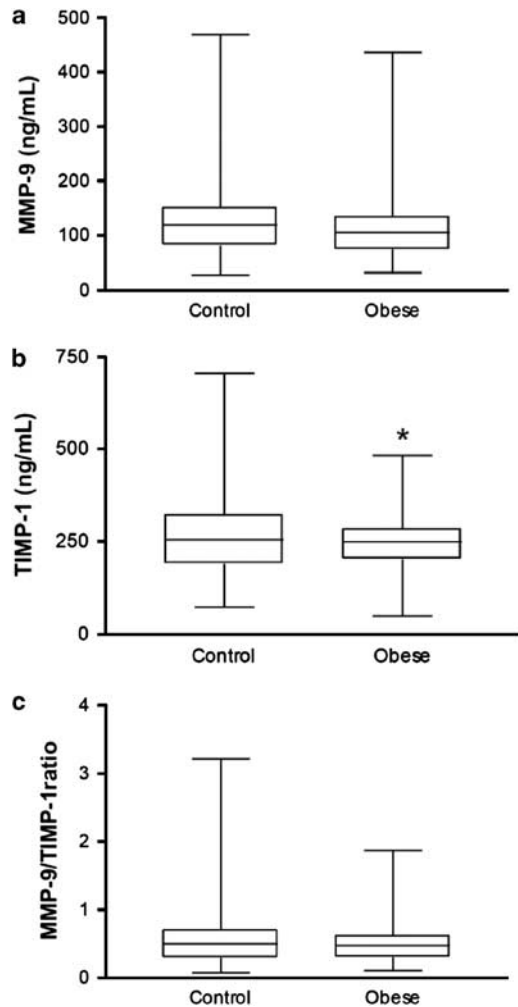 a
MMP-9 (ng/mL)
500
400
300
200
100
0
Control Obese
b
TIMP-1 (ng/mL)
750
500
250
0
*
Control Obese
c
MMP-9/TIMP-1ratio
4
3
2
1
0
Control Obese